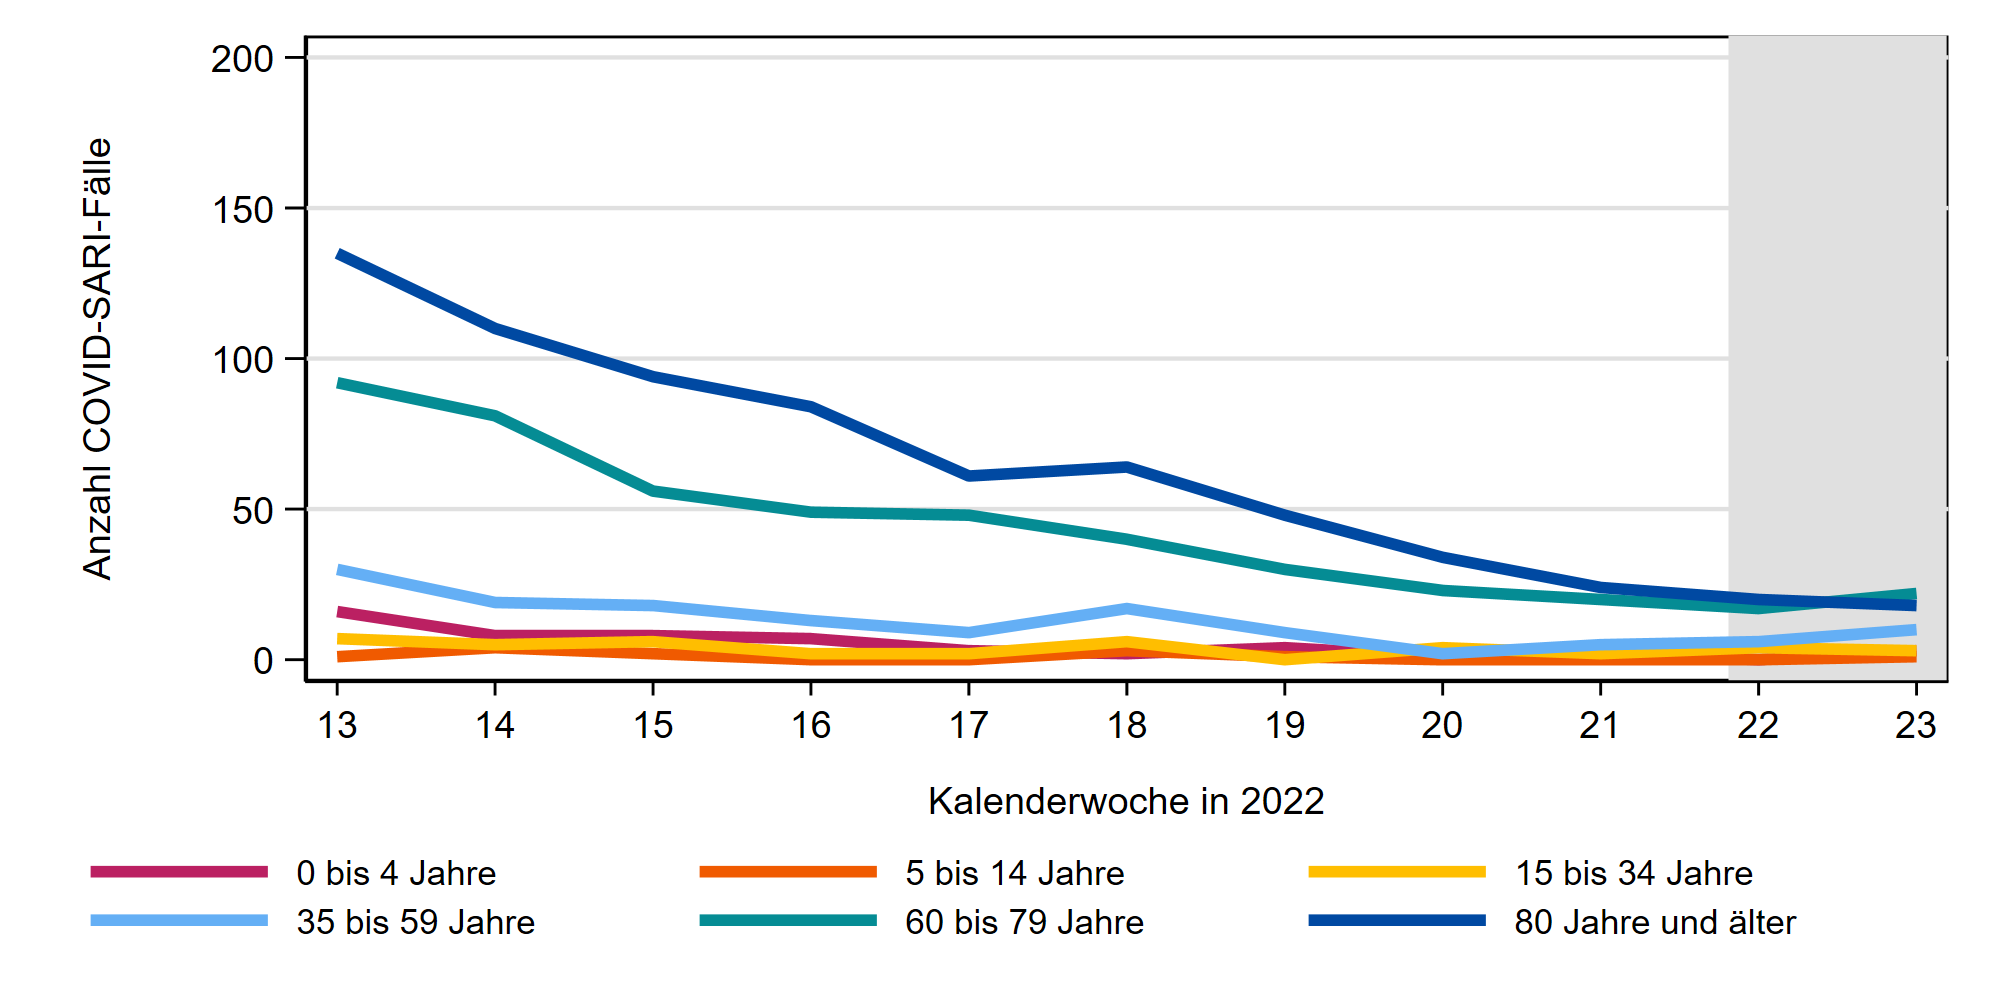 Anzahl COVID-SARI-Fälle
200
150
100
50
0
13 14 15 16 17 18 19 20 21 22 23
Kalenderwoche in 2022
0 bis 4 Jahre 5 bis 14 Jahre 15 bis 34 Jahre
35 bis 59 Jahre 60 bis 79 Jahre 80 Jahre und älter